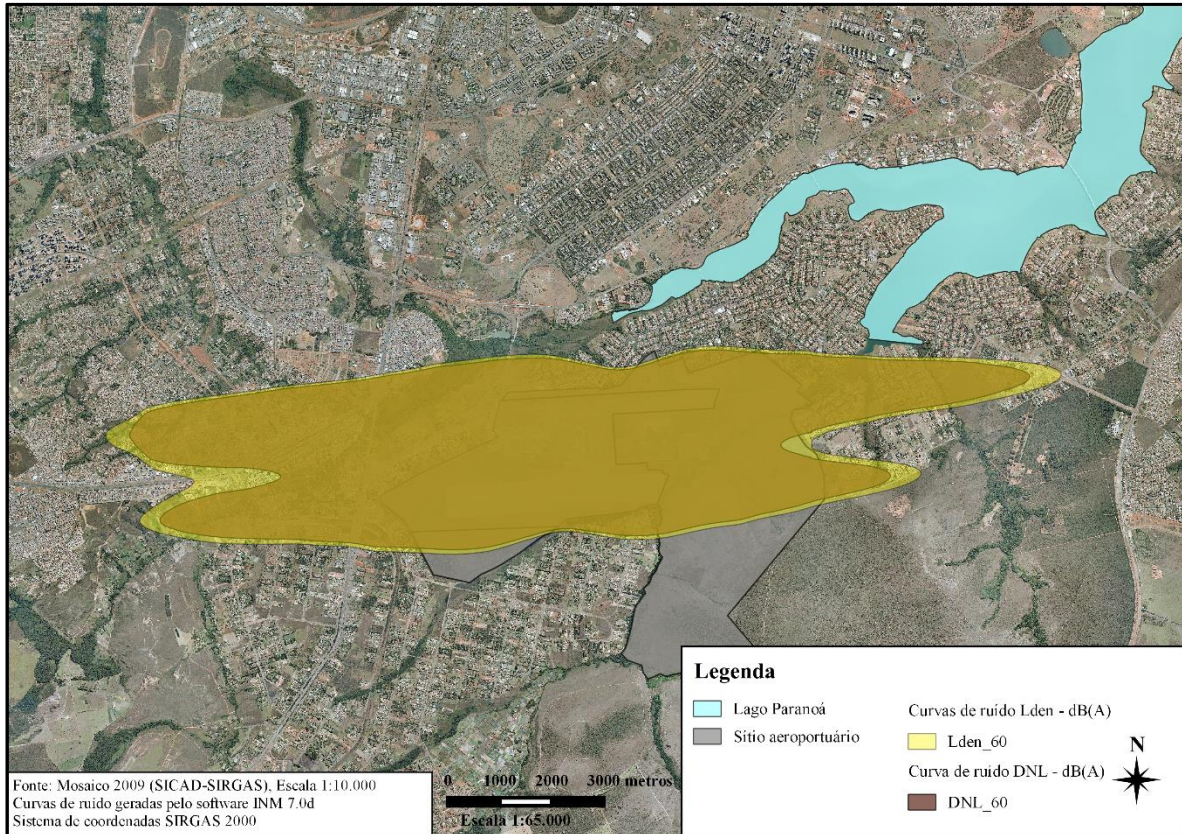 Legenda
Lago Paranoá
Sítio aeroportuário
Curvas de ruído Lden - dB(A)
Lden_60
Curva de ruído DNL - dB(A)
DNL_60
N
Fonte: Mosaico 2009 (SICAD-SIRGAS), Escala 1:10.000
Curvas de ruído geradas pelo software INM 7.0d
Sistema de coordenadas SIRGAS 2000
0 1000 2000 3000 metros
Escala 1:65.000